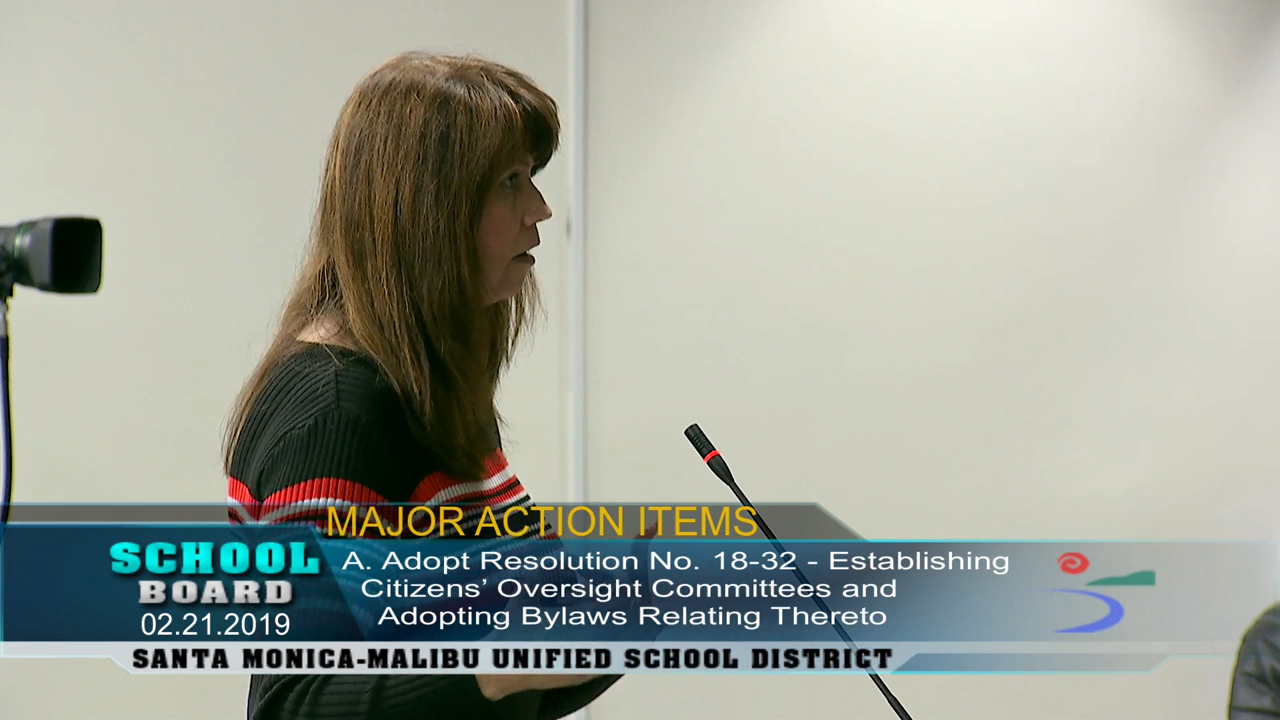 MAJOR ACTION ITEMS
SCHOOL
BOARD
02.21.2019
A. Adopt Resolution No. 18-32 - Establishing
Citizens' Oversight Committees and
Adopting Bylaws Relating Thereto
SANTA MONICA-MALIBU UNIFIED SCHOOL DISTRICT